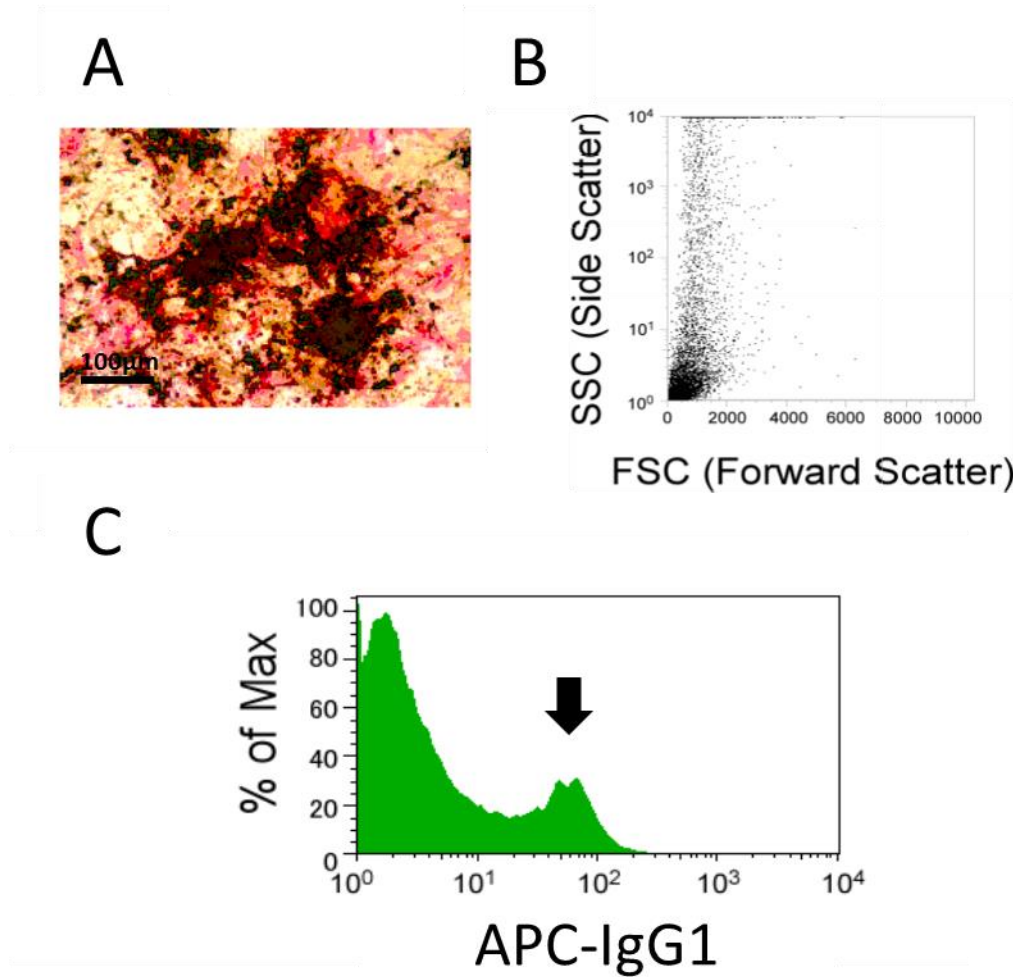 A
B
100µm
SSC (Side Scatter)
10⁴
10³
10²
10¹
10⁰
0 2000 4000 6000 8000 10000
FSC (Forward Scatter)
C
% of Max
100
80
60
40
20
0
10⁰ 10¹ 10² 10³ 10⁴
APC-IgG1